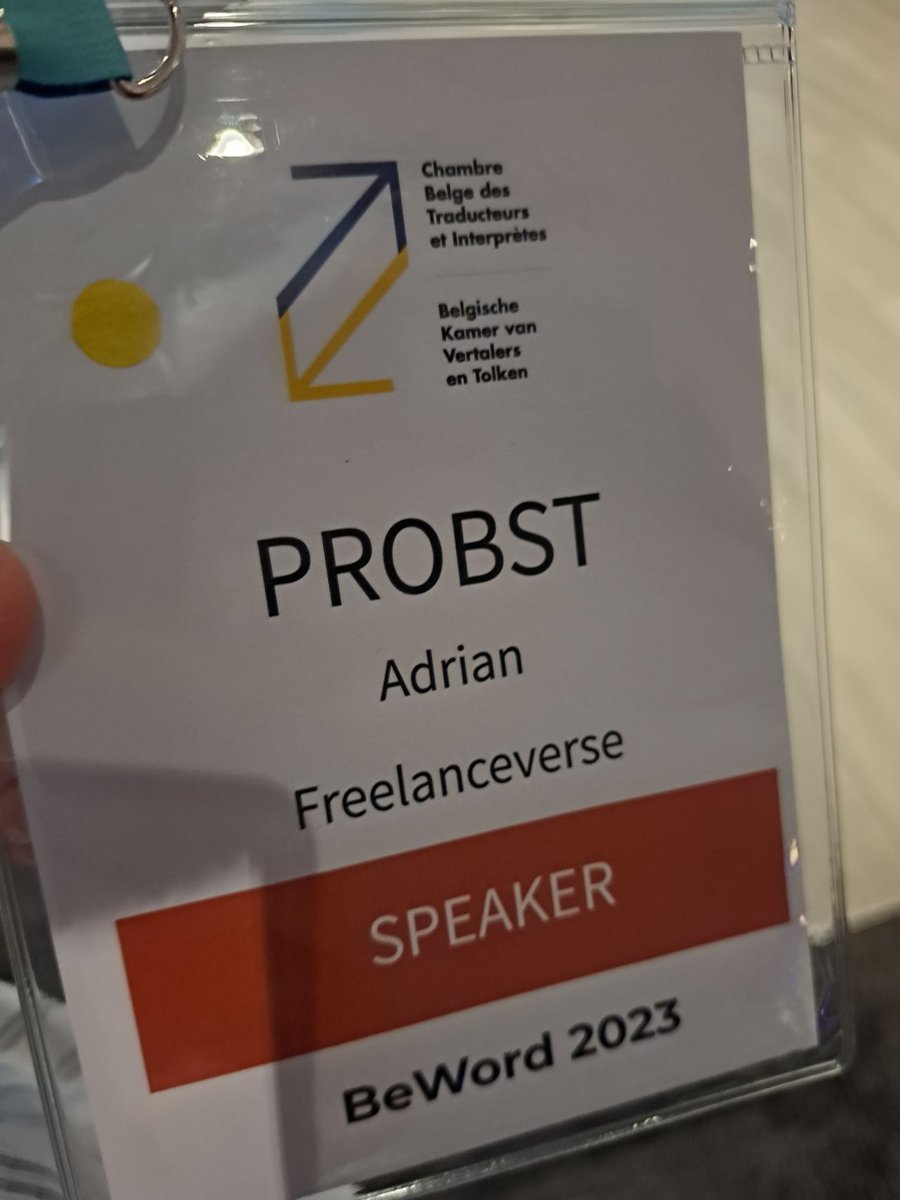 Chambre
Belge des
Traducteurs
et Interprètes
Belgische
Kamer van
Vertalers
en Tolken
PROBST
Adrian
Freelanceverse
SPEAKER
BeWord 2023